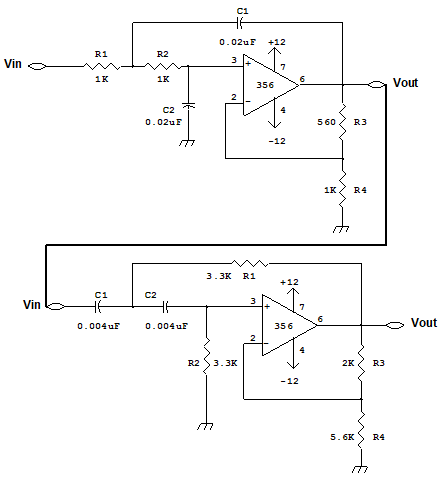 C1
0.02uF
+12
Vin
R1
R2
3
+
7
6
Vout
1K
1K
356
C2
2
-
4
0.02uF
560
R3
-12
1K
R4
3.3K
R1
+12
Vin
C1
C2
3
+
7
6
Vout
0.004uF
0.004uF
356
2
-
4
R2
3.3K
2K
R3
-12
5.6K
R4